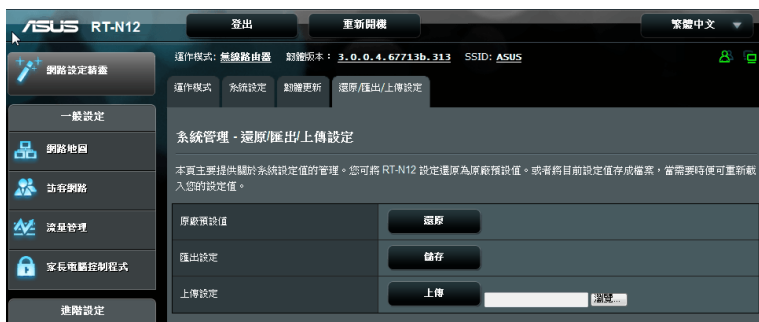 ASUS RT-N12
登出
重新開機
繁體中文
運作模式: 無線路由器 韌體版本: 3.0.0.4.67713b.313 SSID: ASUS
網路設定精靈
運作模式 系統設定 韌體更新 還原/匯出/上傳設定
一般設定
系統管理 - 還原/匯出/上傳設定
網路地圖
本頁主要提供關於系統設定值的管理。您可將 RT-N12 設定還原為原廠預設值。或者將目前設定值存成檔案,當需要時便可重新載
入您的設定值。
訪客網路
原廠預設值 還原
流量管理
匯出設定 儲存
家長電腦控制程式
上傳設定 上傳 瀏覽...
進階設定